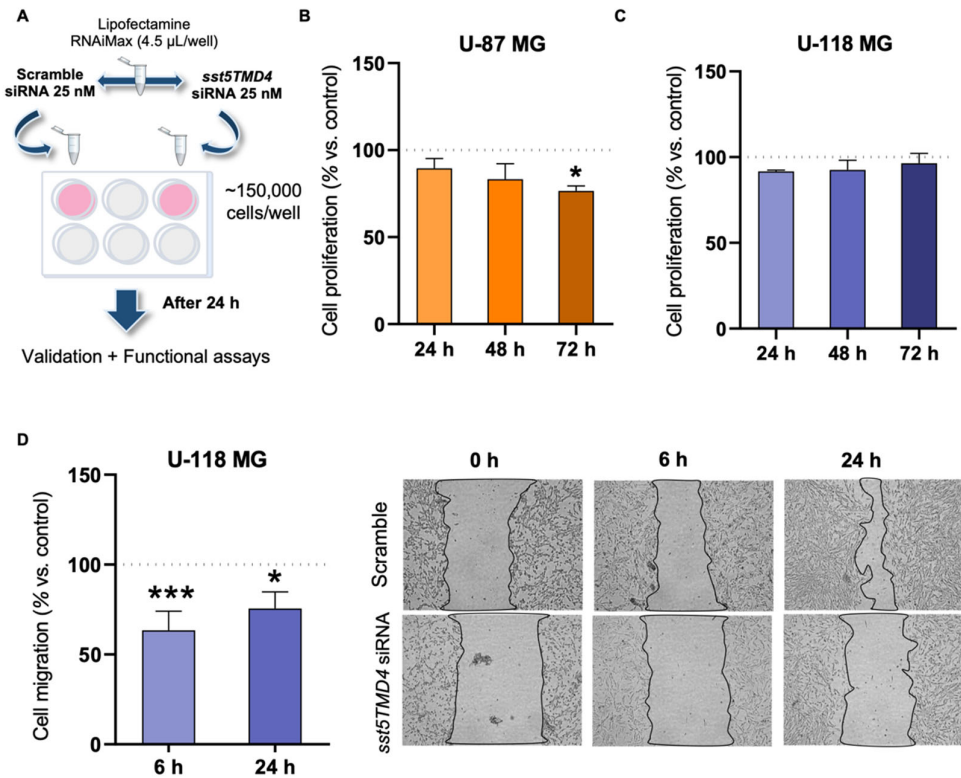 A
Lipofectamine
RNAiMax (4.5 µL/well)
Scramble
siRNA 25 nM
sst5TMD4
siRNA 25 nM
~150,000
cells/well
After 24 h
Validation + Functional assays
B
U-87 MG
Cell proliferation (% vs. control)
150
100
50
0
*
24 h
48 h
72 h
C
U-118 MG
Cell proliferation (% vs. control)
150
100
50
0
24 h
48 h
72 h
D
U-118 MG
Cell migration (% vs. control)
150
100
50
0
***
*
6 h
24 h
0 h
6 h
24 h
Scramble
sst5TMD4 siRNA